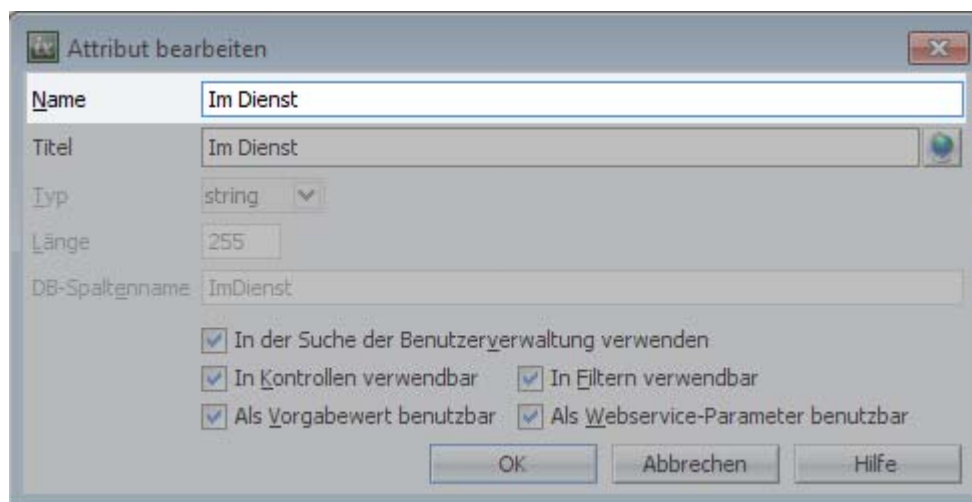 Attribut bearbeiten
Name Im Dienst
Titel Im Dienst
Typ string
Länge 255
DB-Spaltenname ImDienst
In der Suche der Benutzerverwaltung verwenden
In Kontrollen verwendbar In Filtern verwendbar
Als Vorgabewert benutzbar Als Webservice-Parameter benutzbar
OK Abbrechen Hilfe